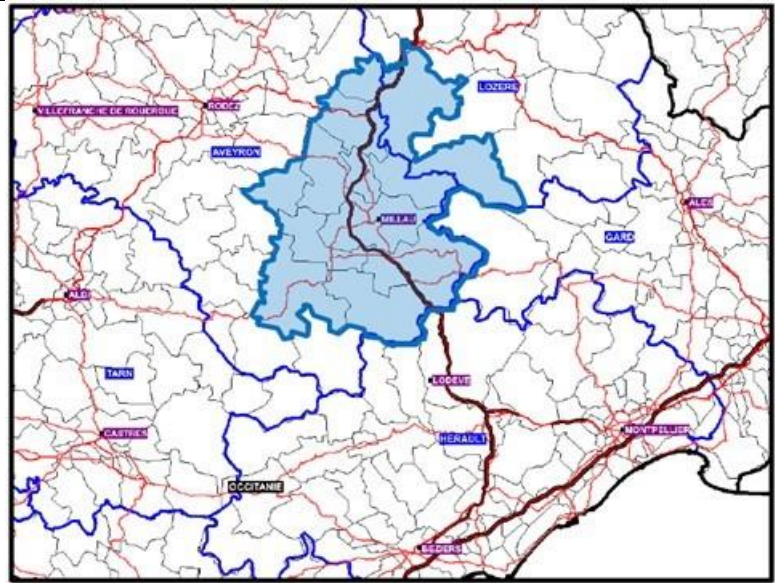 LOZERE
VILLEFRANCHE DE ROUERGUE
RODEZ
AVEYRON
ALES
MILLAU
GARD
ALBI
TARN
LODEVE
CASTRES
MONTPELLIER
HERAULT
OCCITANIE
BEZIERS